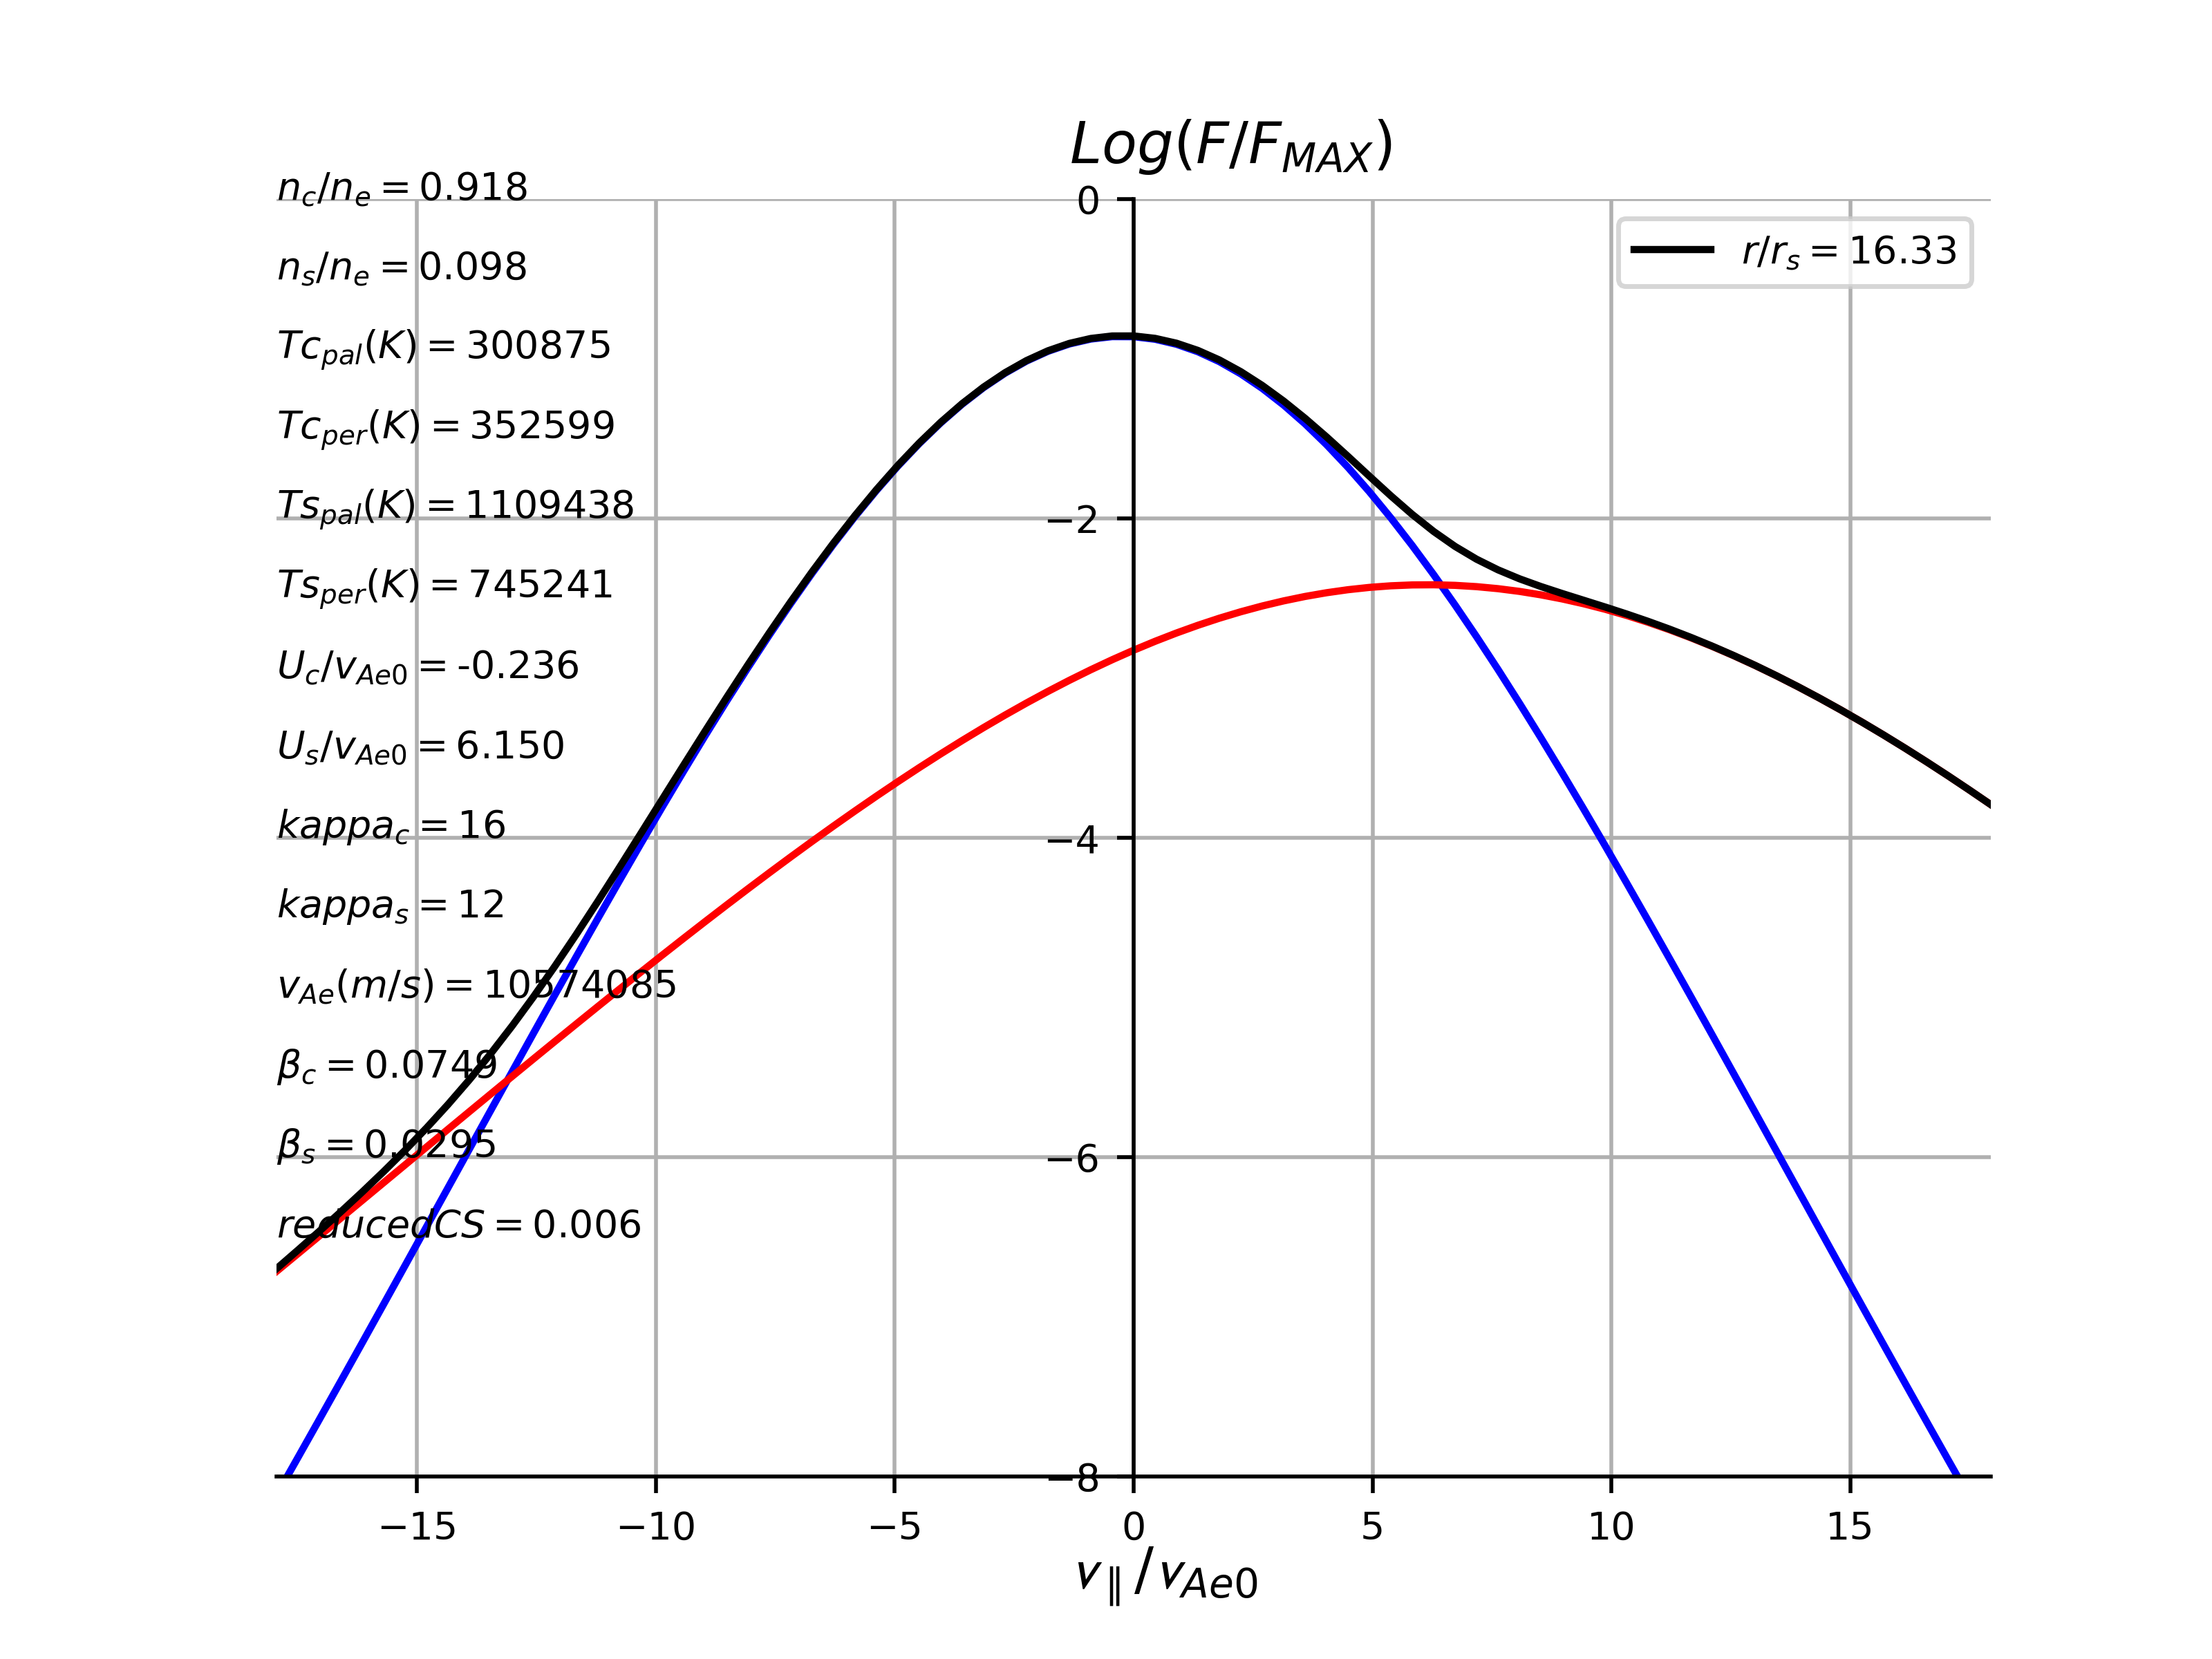 Log(F/F_MAX)
n_c/n_e = 0.918
n_s/n_e = 0.098
Tc_pal(K) = 300875
Tc_per(K) = 352599
Ts_pal(K) = 1109438
Ts_per(K) = 745241
U_c/v_Ae0 = -0.236
U_s/v_Ae0 = 6.150
kappa_c = 16
kappa_s = 12
v_Ae(m/s) = 10574085
β_c = 0.0749
β_s = 0.0295
reducedCS = 0.006
r/r_s = 16.33
0
−2
−4
−6
−8
−15 −10 −5 0 5 10 15
v_∥/v_Ae0